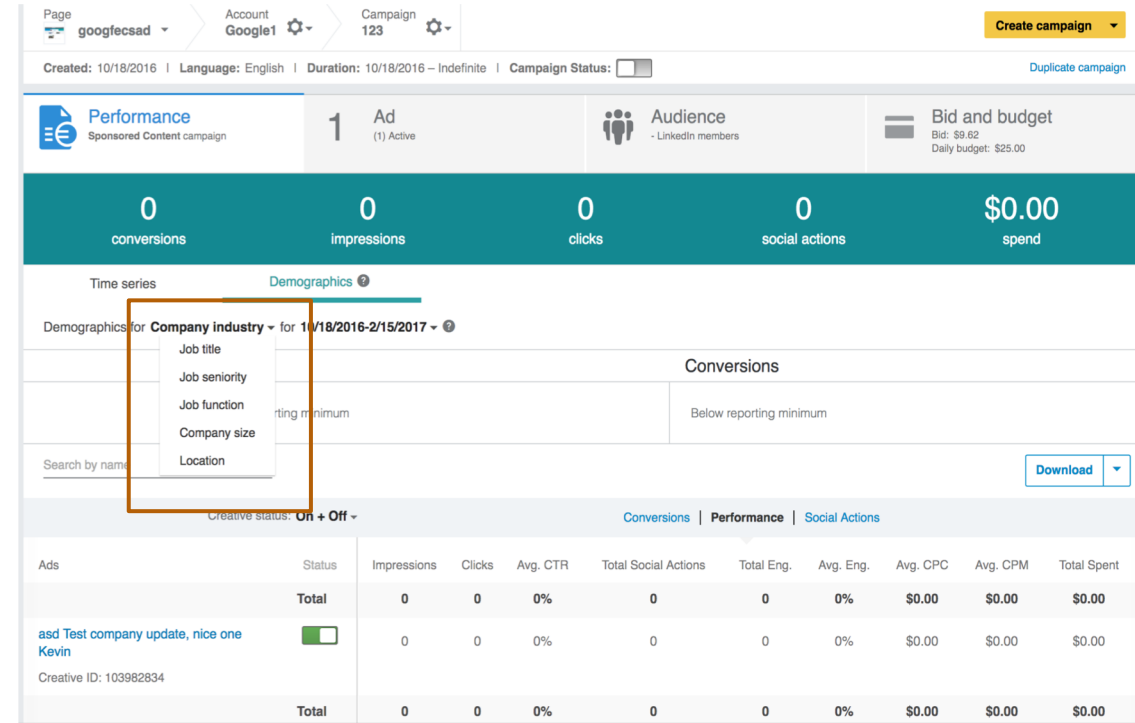 Page
googfecsad
Account
Google1
Campaign
123
Create campaign
Created: 10/18/2016 | Language: English | Duration: 10/18/2016 – Indefinite | Campaign Status:
Duplicate campaign
Performance
Sponsored Content campaign
1
Ad
(1) Active
Audience
- LinkedIn members
Bid and budget
Bid: $9.62
Daily budget: $25.00
0
conversions
0
impressions
0
clicks
0
social actions
$0.00
spend
Time series
Demographics ?
Demographics for Company industry for 10/18/2016-2/15/2017 ?
Job title
Job seniority
Job function
Company size
Location
Conversions
minimum
Below reporting minimum
Search by name
Download
Creative status: On + Off
Conversions | Performance | Social Actions
Ads Status Impressions Clicks Avg. CTR Total Social Actions Total Eng. Avg. Eng. Avg. CPC Avg. CPM Total Spent
Total 0 0 0% 0 0 0% $0.00 $0.00 $0.00
asd Test company update, nice one
Kevin
0 0 0% 0 0 0% $0.00 $0.00 $0.00
Creative ID: 103982834
Total 0 0 0% 0 0 0% $0.00 $0.00 $0.00